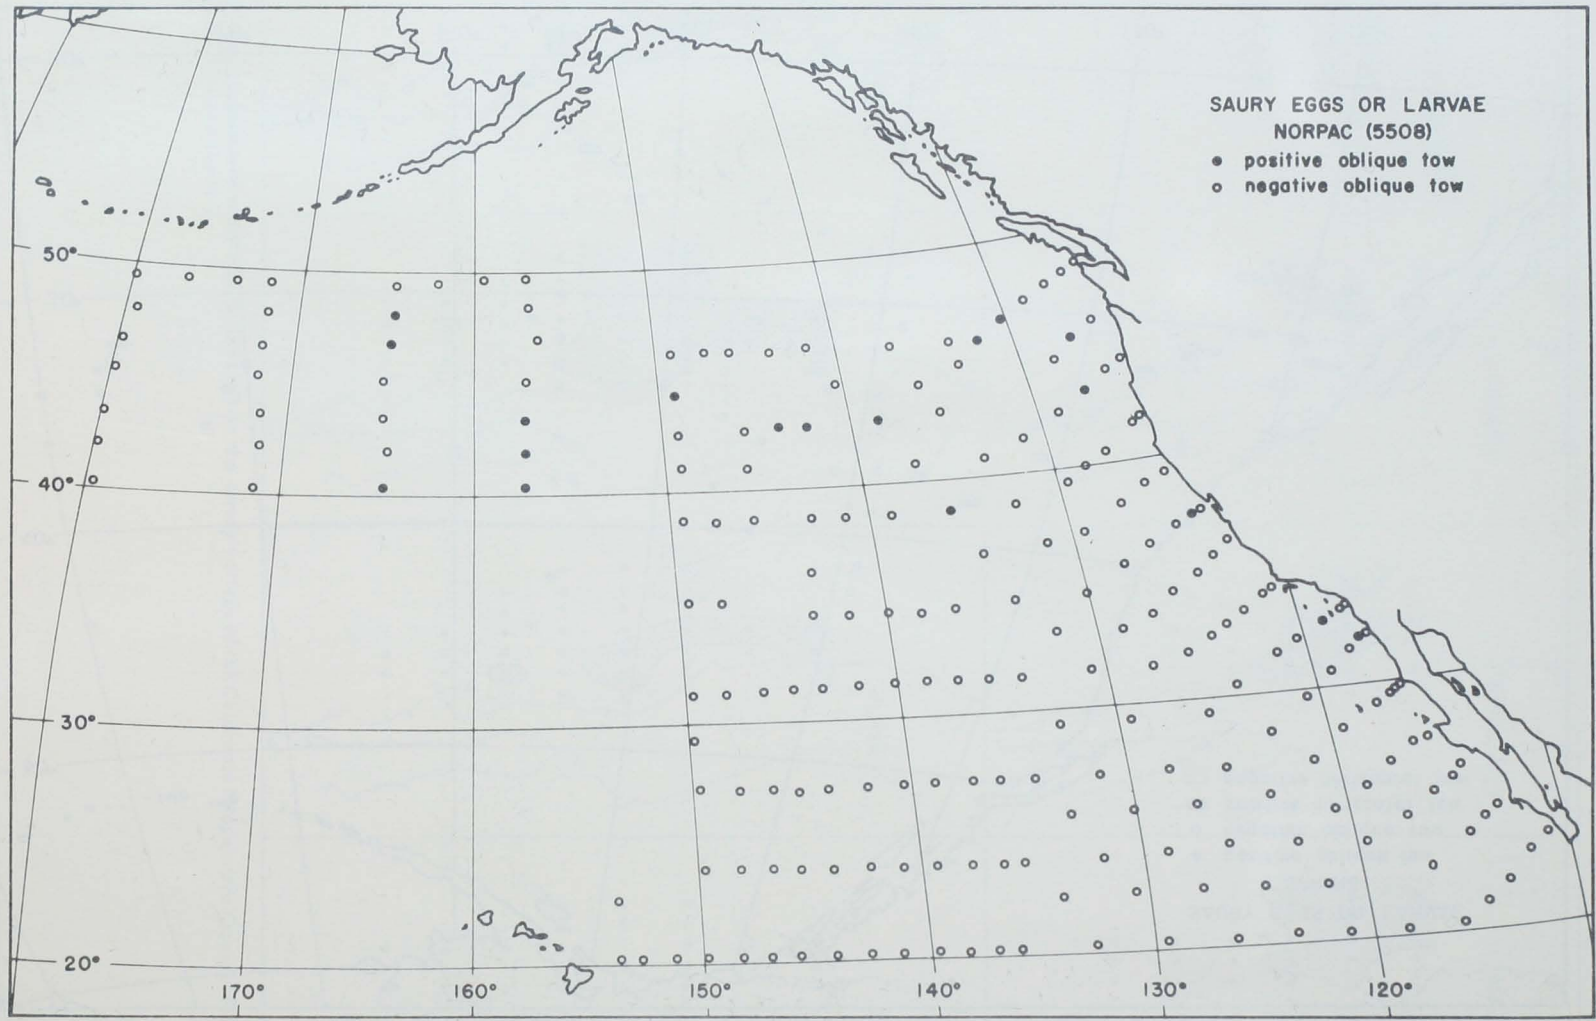 SAURY EGGS OR LARVAE
NORPAC (5508)
positive oblique tow
negative oblique tow
50°
40°
30°
20°
170°
160°
150°
140°
130°
120°